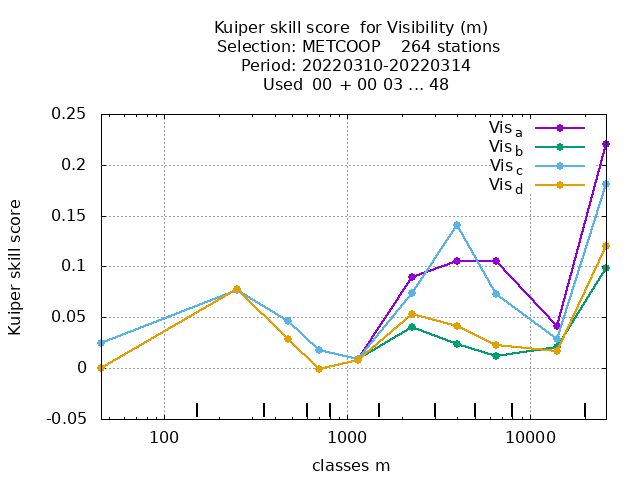 Kuiper skill score  for Visibility (m)
Selection: METCOOP    264 stations
Period: 20220310-20220314
Used  00 + 00 03 ... 48
Vis a
Vis b
Vis c
Vis d
0.25
0.2
0.15
0.1
0.05
0
-0.05
Kuiper skill score
100 1000 10000
classes m